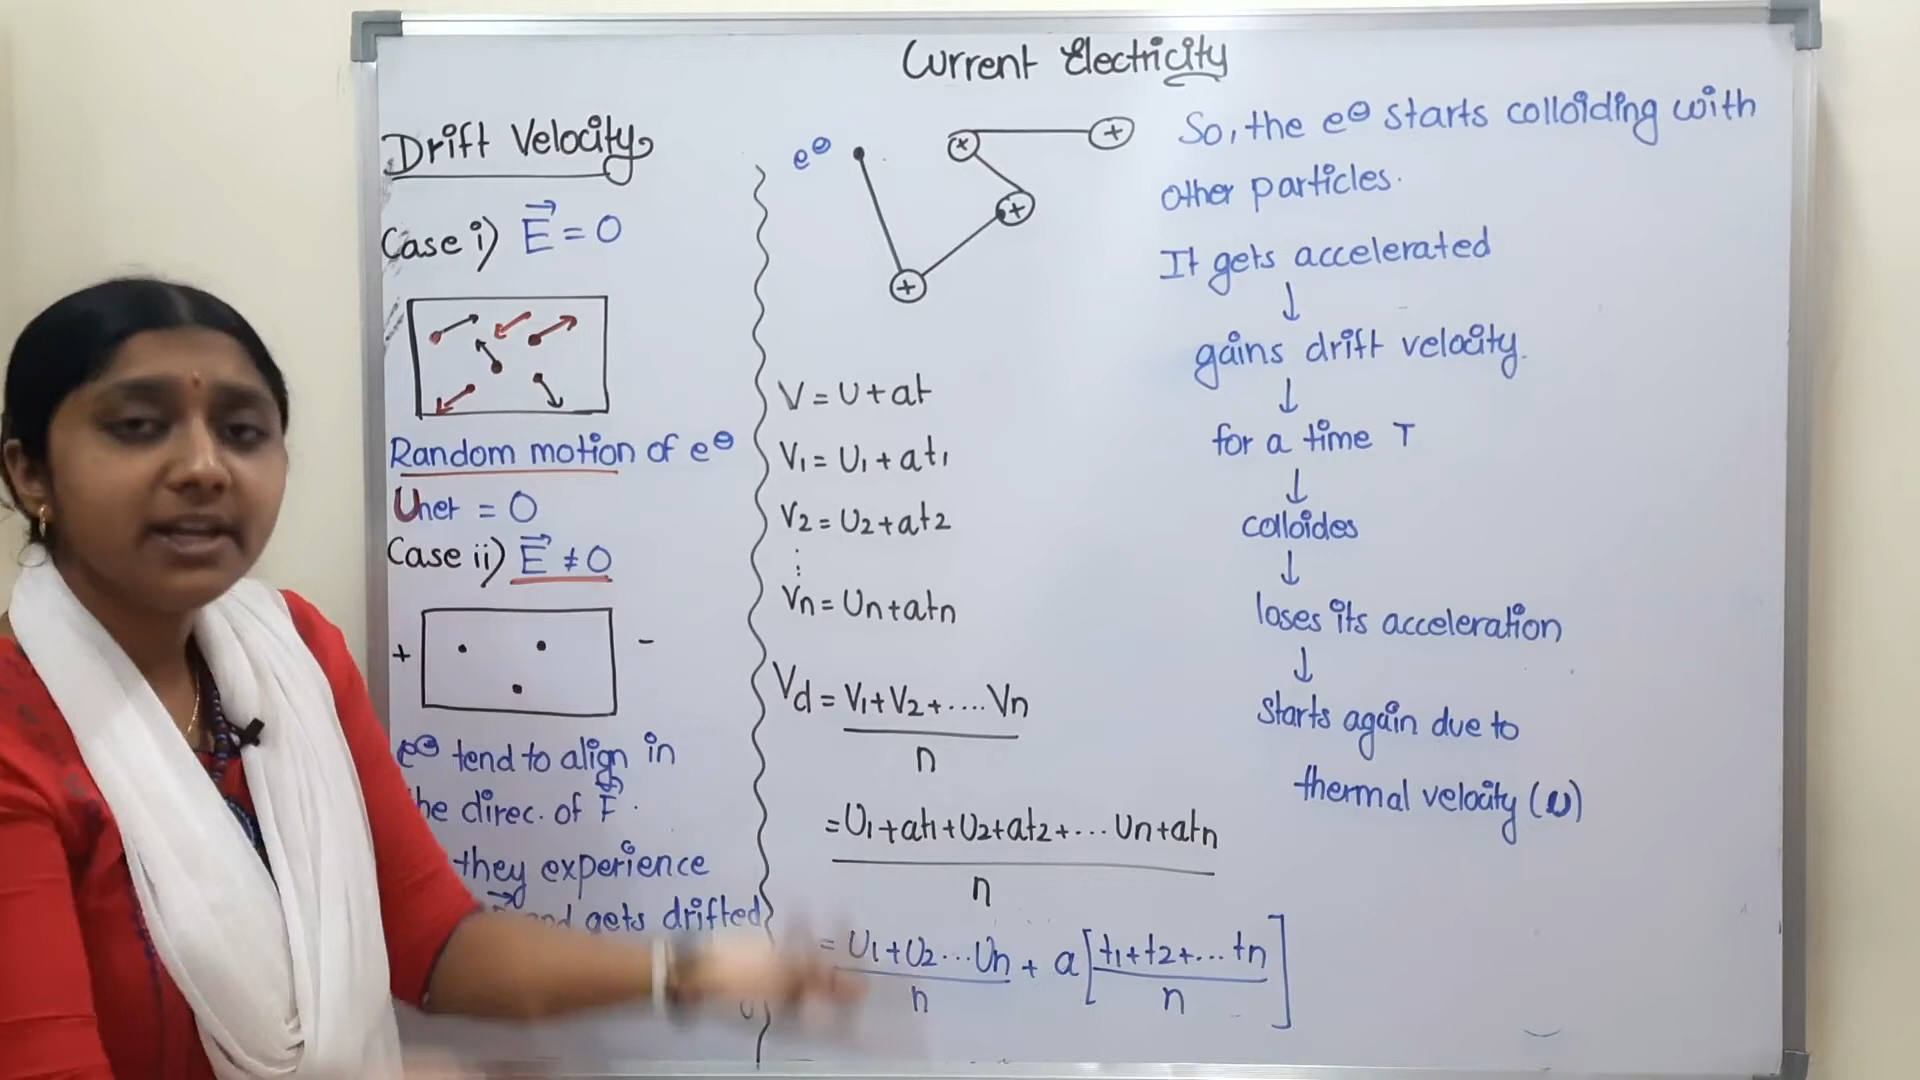 Current Electricity
Drift Velocity
Case i) E⃗ = 0
Random motion of e⊖
Unet = 0
Case ii) E⃗ ≠ 0
+ -
e⊖ tend to align in
he direc. of F⃗.
they experience
and gets drifted
e⊖
+
+
+
+
V = U + at
V1 = U1 + at1
V2 = U2 + at2
⋮
Vn = Un + atn
Vd = V1 + V2 + .... Vn
n
= U1 + at1 + U2 + at2 + ... Un + atn
n
= U1 + U2 ... Un + a [ t1 + t2 + ... tn ]
n n
So, the e⊖ starts colloiding with
other particles.
It gets accelerated
↓
gains drift velocity.
↓
for a time T
↓
colloides
↓
loses its acceleration
↓
starts again due to
thermal velocity (u)